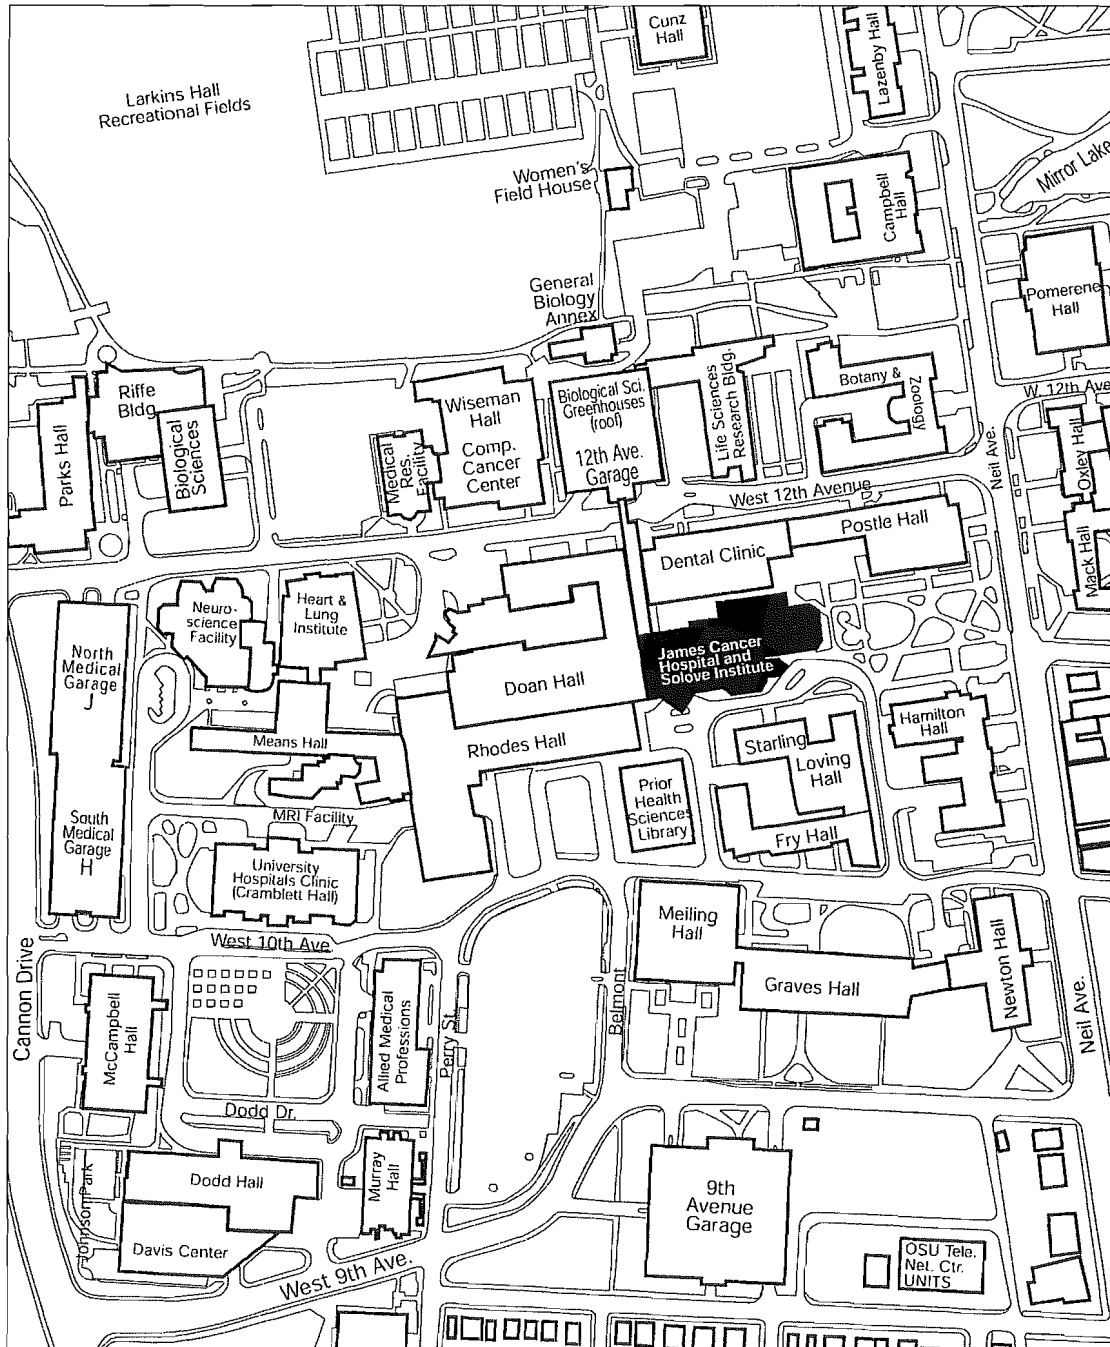 Cunz
Hall
Lazenby Hall
Larkins Hall
Recreational Fields
Mirror Lake
Women's
Field House
Campbell
Hall
General
Biology
Annex
Pomerene
Hall
Riffe
Bldg.
Parks Hall
Biological
Sciences
Medical
Res.
Facility
Wiseman
Hall
Comp.
Cancer
Center
Biological Sci.
Greenhouses
(roof)
12th Ave.
Garage
Life Sciences
Research Bldg.
Botany &
Zoology
W. 12th Ave
Neil Ave.
Oxley Hall
West 12th Avenue
Mack Hall
Dental Clinic
Postle Hall
Neuro-
science
Facility
Heart &
Lung
Institute
North
Medical
Garage
J
James Cancer
Hospital and
Solove Institute
Doan Hall
Means Hall
Rhodes Hall
Starling
Loving
Hall
Hamilton
Hall
MRI Facility
Prior
Health
Sciences
Library
Fry Hall
South
Medical
Garage
H
University
Hospitals Clinic
(Cramblett Hall)
Meiling
Hall
West 10th Ave
Cannon Drive
Graves Hall
Newton Hall
McCampbell
Hall
Allied Medical
Professions
Perry St.
Belmont
Neil Ave.
Dodd Dr.
Johnson Park
Dodd Hall
Murray
Hall
9th
Avenue
Garage
Davis Center
West 9th Ave.
OSU Tele.
Net. Ctr.
UNITS